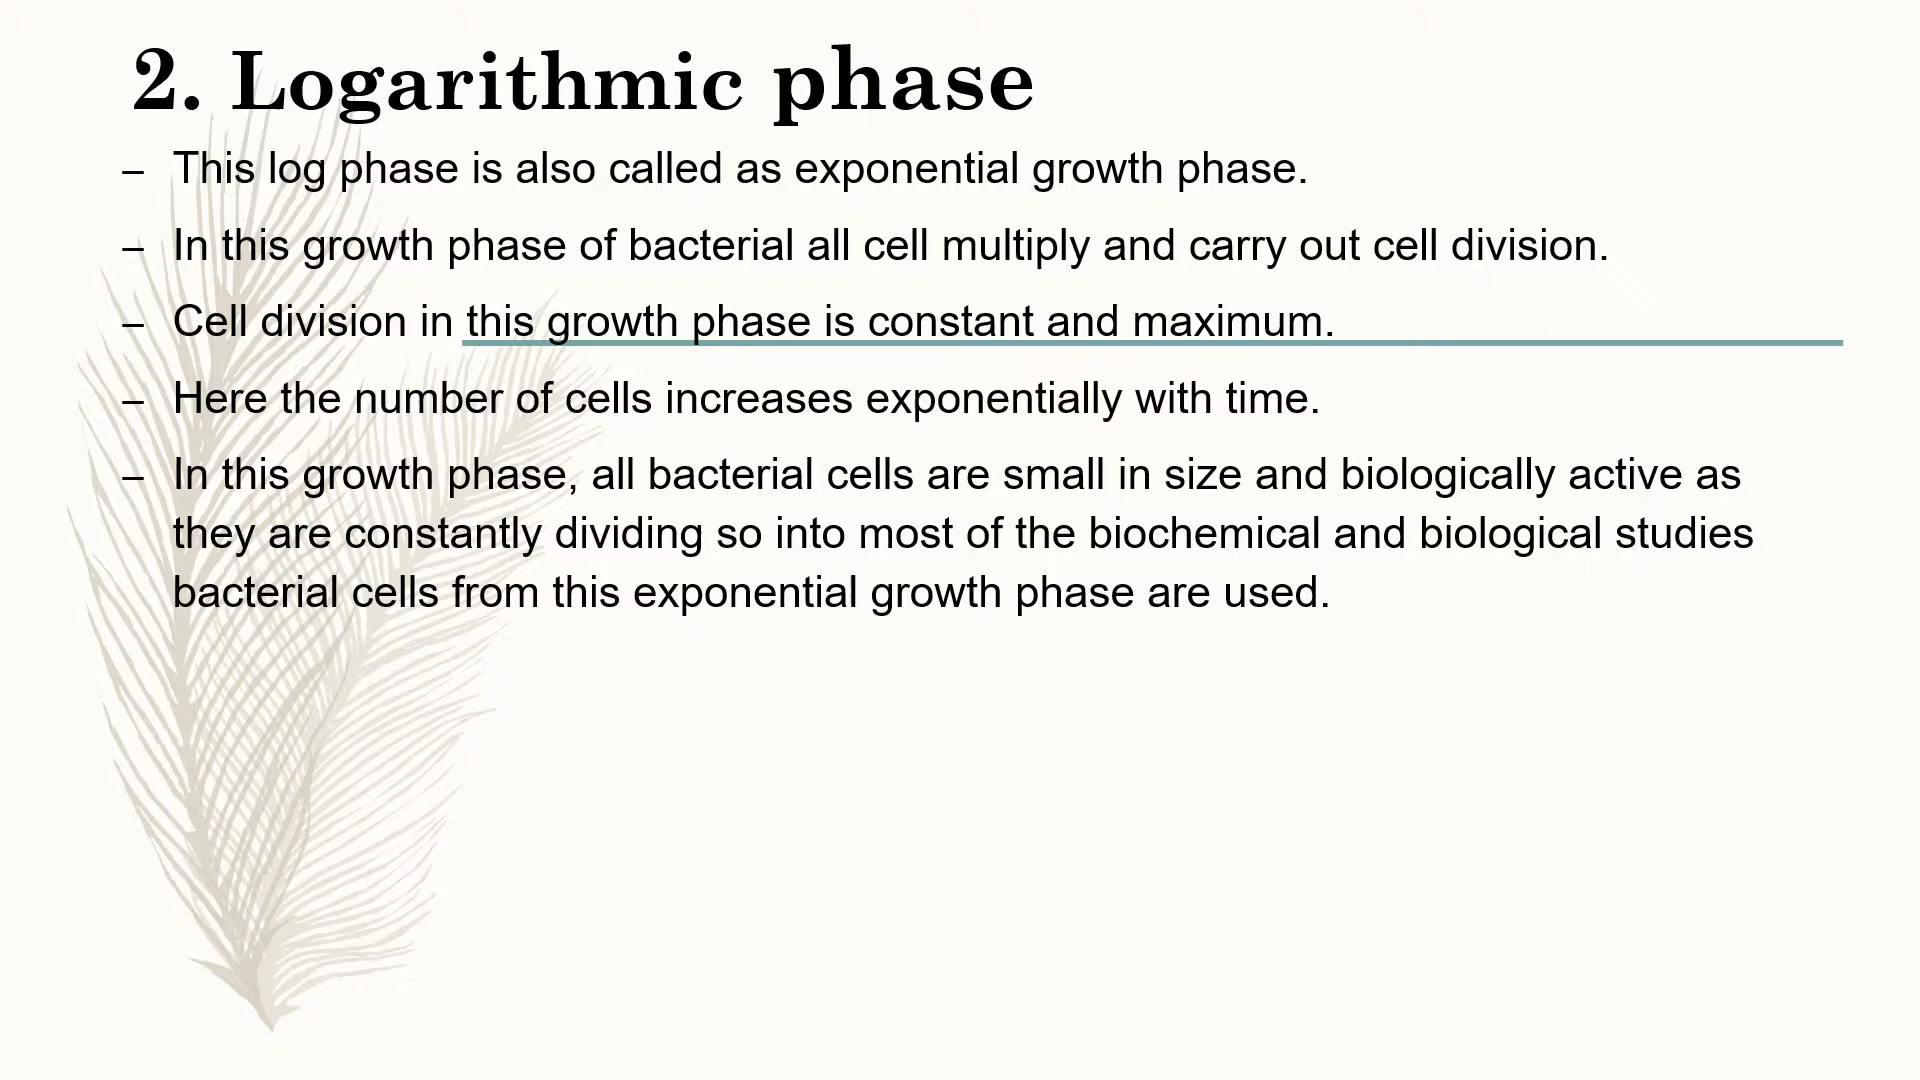 2. Logarithmic phase
– This log phase is also called as exponential growth phase.
– In this growth phase of bacterial all cell multiply and carry out cell division.
– Cell division in this growth phase is constant and maximum.
– Here the number of cells increases exponentially with time.
– In this growth phase, all bacterial cells are small in size and biologically active as
they are constantly dividing so into most of the biochemical and biological studies
bacterial cells from this exponential growth phase are used.